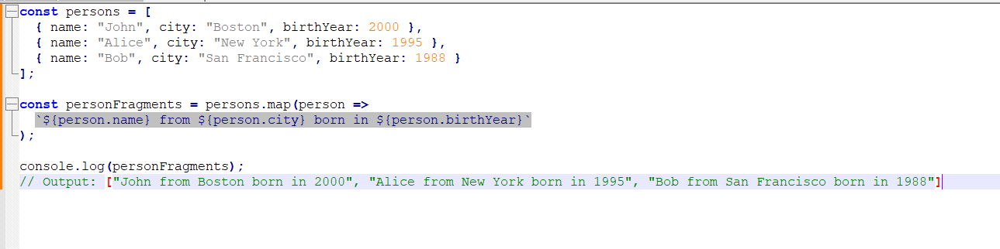 const persons = [
  { name: "John", city: "Boston", birthYear: 2000 },
  { name: "Alice", city: "New York", birthYear: 1995 },
  { name: "Bob", city: "San Francisco", birthYear: 1988 }
];

const personFragments = persons.map(person =>
  `${person.name} from ${person.city} born in ${person.birthYear}`
);

console.log(personFragments);
// Output: ["John from Boston born in 2000", "Alice from New York born in 1995", "Bob from San Francisco born in 1988"]